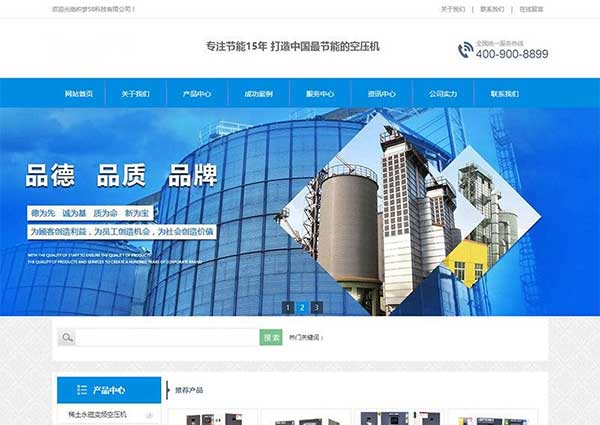 欢迎光临织梦58科技有限公司！
关于我们 | 联系我们 | 在线留言
专注节能15年 打造中国最节能的空压机
全国统一服务热线
400-900-8899
网站首页 关于我们 产品中心 成功案例 服务中心 资讯中心 公司实力 联系我们
品德 品质 品牌
德为先 诚为基 质为命 新为宝
为顾客创造利益，为员工创造机会，为社会创造价值
WITH THE QUALITY OF STAFF TO ENSURE THE QUALITY OF PRODUCTS
THE QUALITY OF PRODUCTS AND SERVICES TO CREATE A HUNDRED YEARS OF CORPORATE BRAND
1 2 3
搜 索 热门关键词：
产品中心
推荐产品
稀土永磁变频空压机